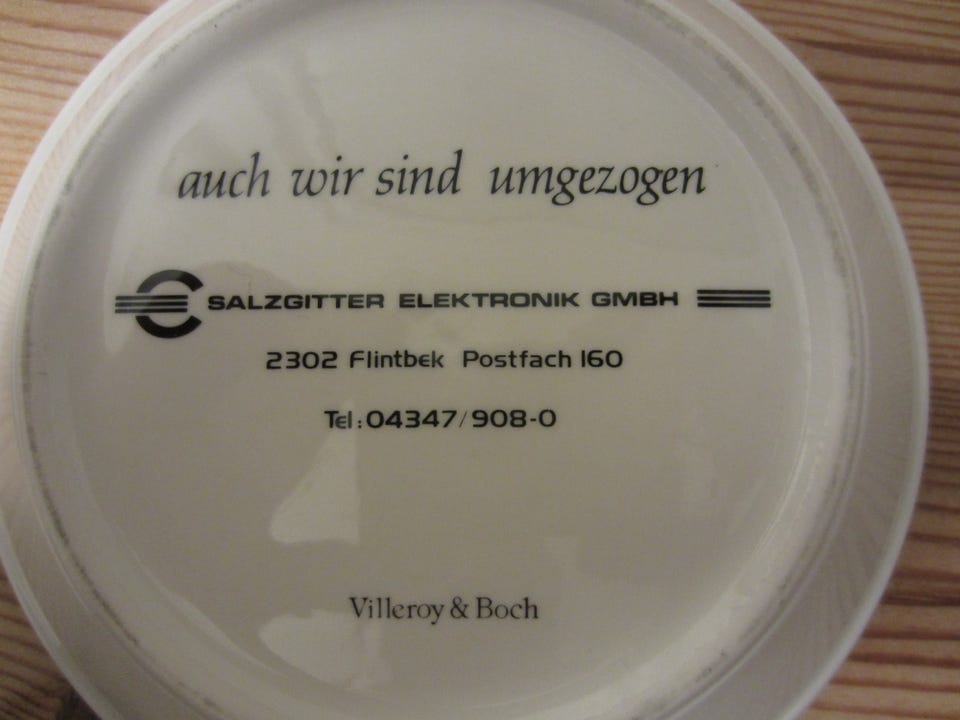 auch wir sind umgezogen
SALZGITTER ELEKTRONIK GMBH
2302 Flintbek Postfach 160
Tel: 04347/908-0
Villeroy & Boch